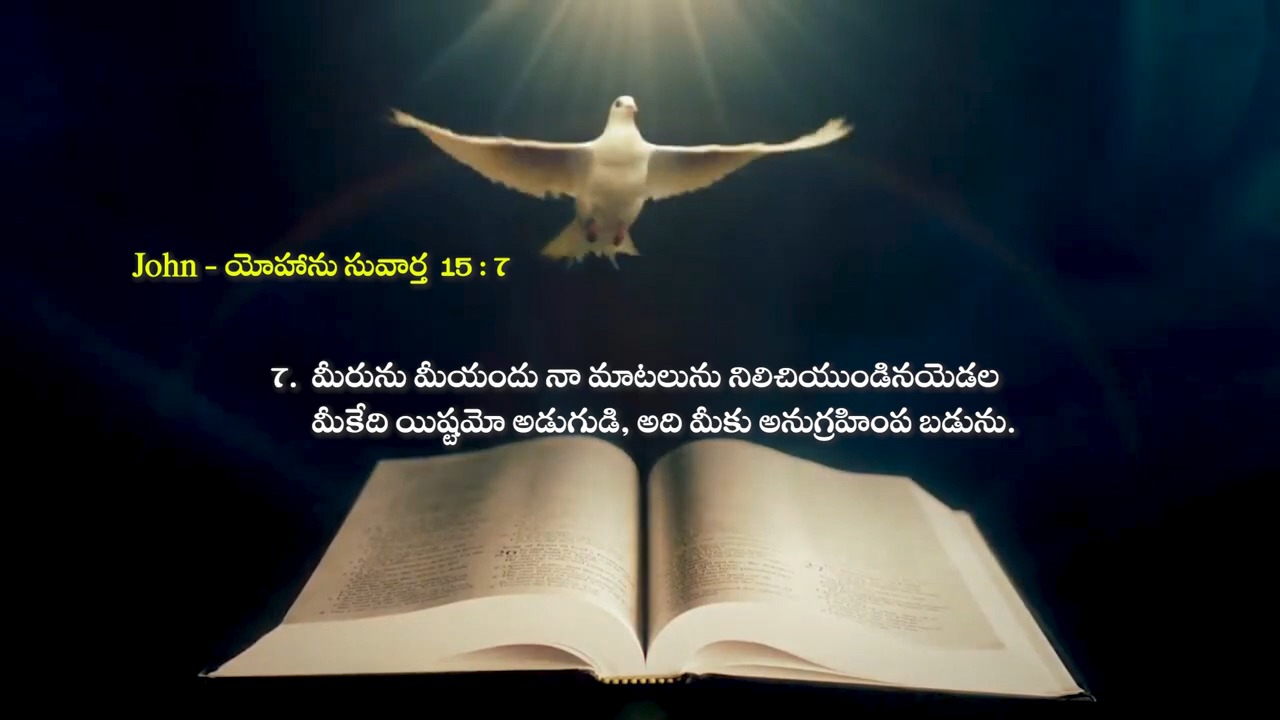 John - యోహాను సువార్త 15 : 7
7. మీరును మీయందు నా మాటలును నిలిచియుండినయెడల
మీకేది యిష్టమో అడుగుడి, అది మీకు అనుగ్రహింప బడును.